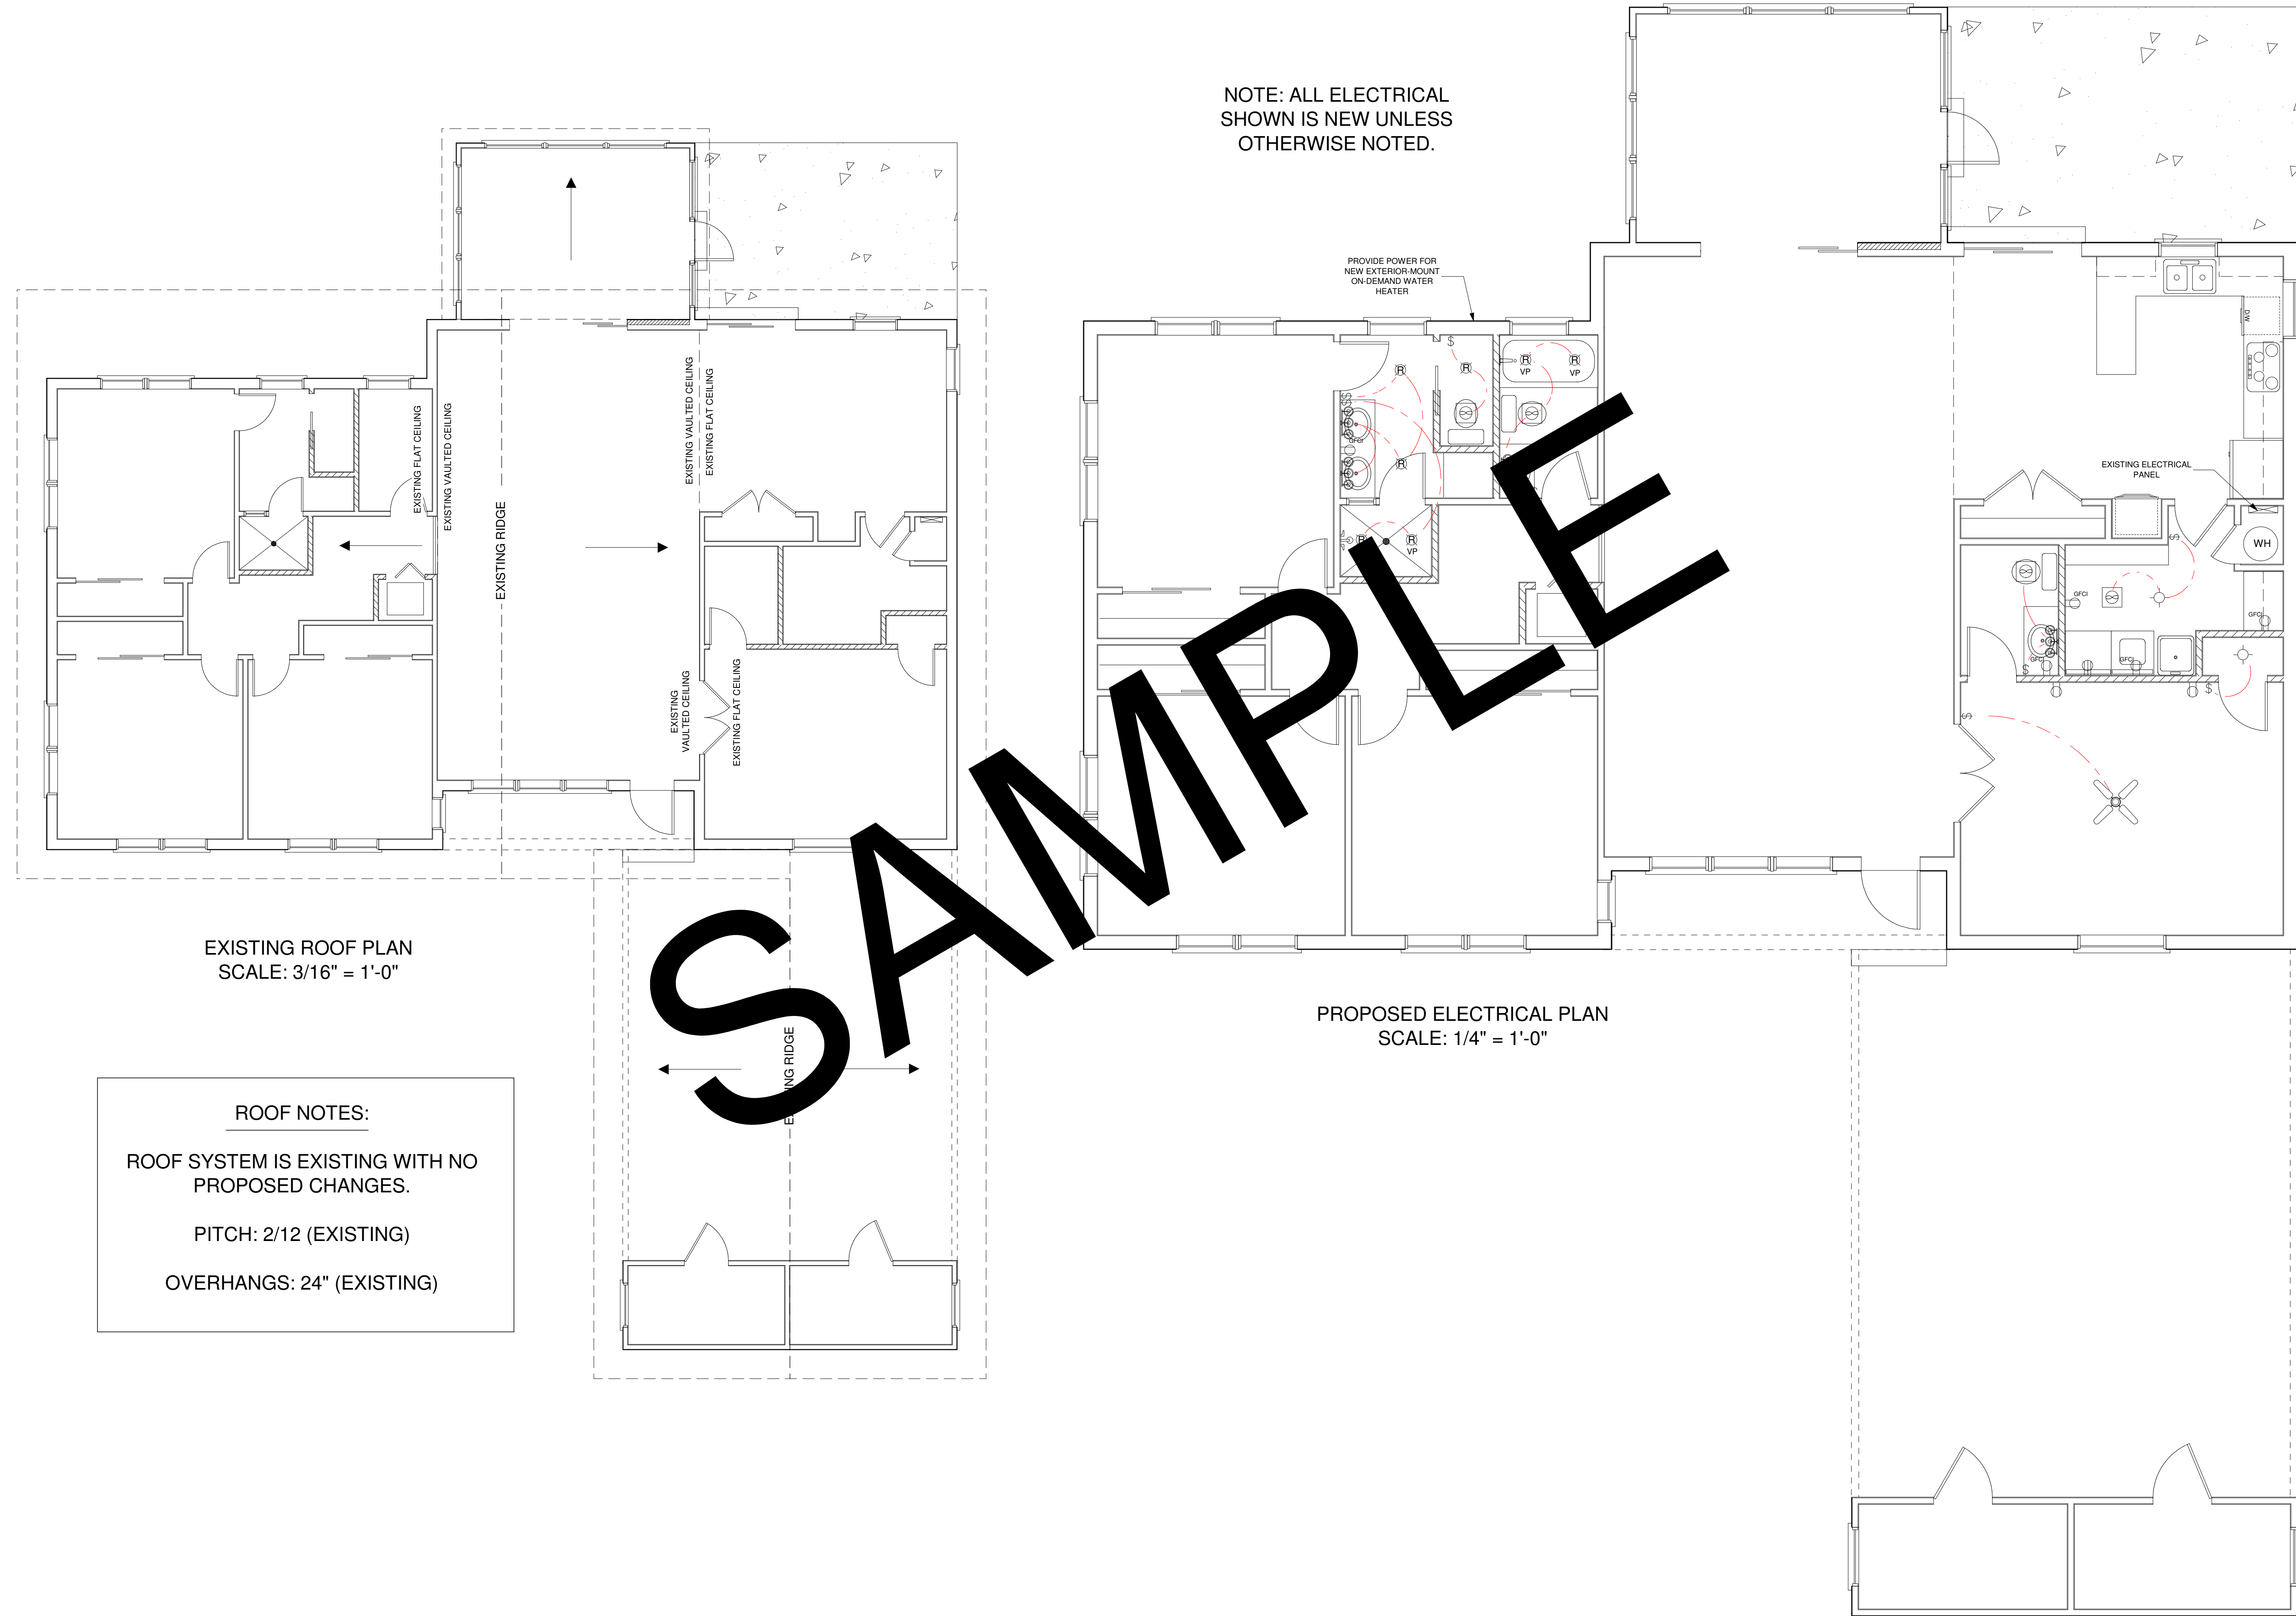 NOTE: ALL ELECTRICAL
SHOWN IS NEW UNLESS
OTHERWISE NOTED.
EXISTING VAULTED CEILING
EXISTING FLAT CEILING
EXISTING FLAT CEILING
EXISTING VAULTED CEILING
EXISTING RIDGE
EXISTING
VAULTED CEILING
EXISTING FLAT CEILING
EXISTING ROOF PLAN
SCALE: 3/16" = 1'-0"
ROOF NOTES:
ROOF SYSTEM IS EXISTING WITH NO
PROPOSED CHANGES.
PITCH: 2/12 (EXISTING)
OVERHANGS: 24" (EXISTING)
RIDGE
SAMPLE
PROVIDE POWER FOR
NEW EXTERIOR-MOUNT
ON-DEMAND WATER
HEATER
$
R
R
R
R
VP
VP
R
GFCI
R
R
VP
D/W
EXISTING ELECTRICAL
PANEL
WH
$
GFCI
GFCI
GFCI
GFCI
$
$
$
PROPOSED ELECTRICAL PLAN
SCALE: 1/4" = 1'-0"